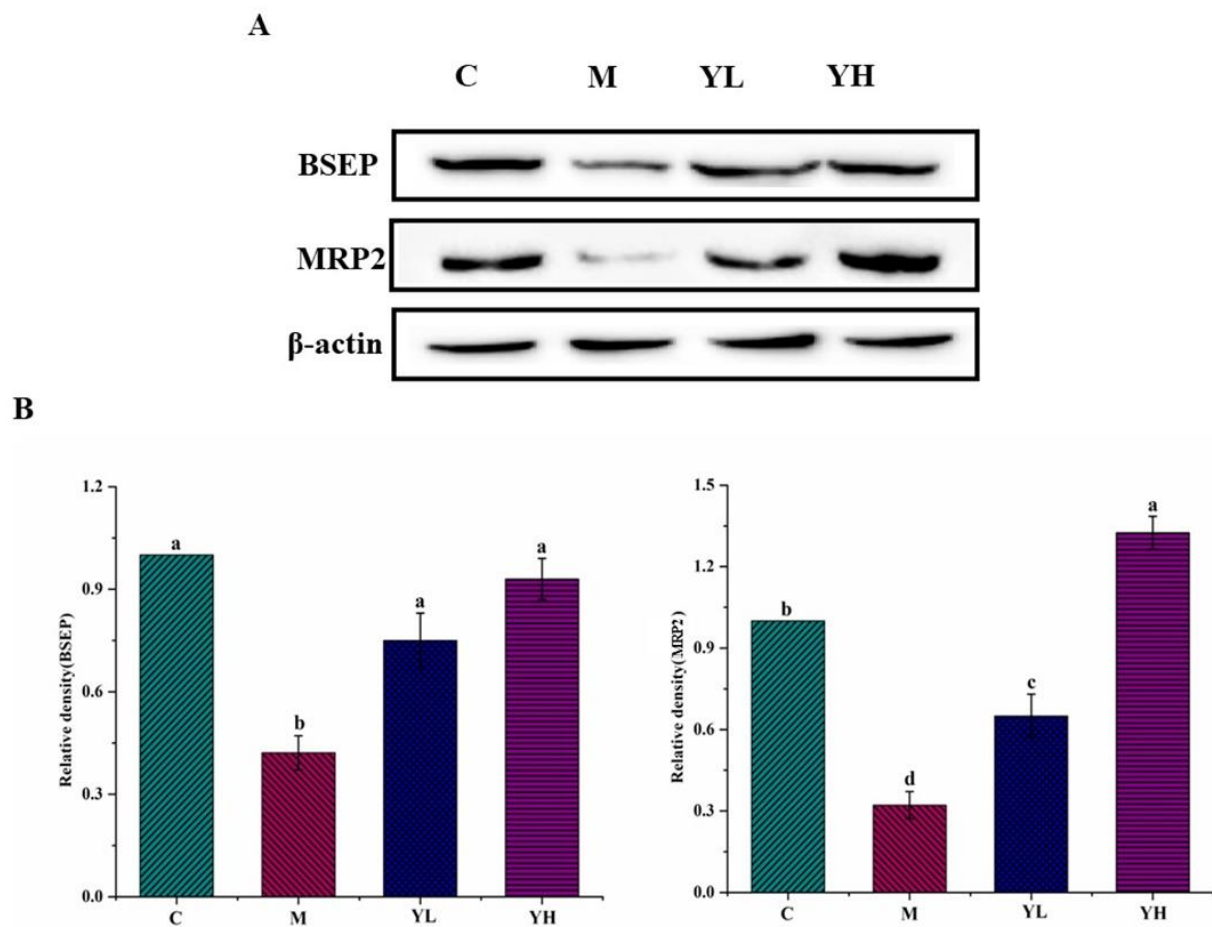 A
C M YL YH
BSEP
MRP2
β-actin
B
1.2
0.9
0.6
0.3
0.0
Relative density(BSEP)
a
b
a
a
C M YL YH
1.5
1.2
0.9
0.6
0.3
0.0
Relative density(MRP2)
b
d
c
a
C M YL YH